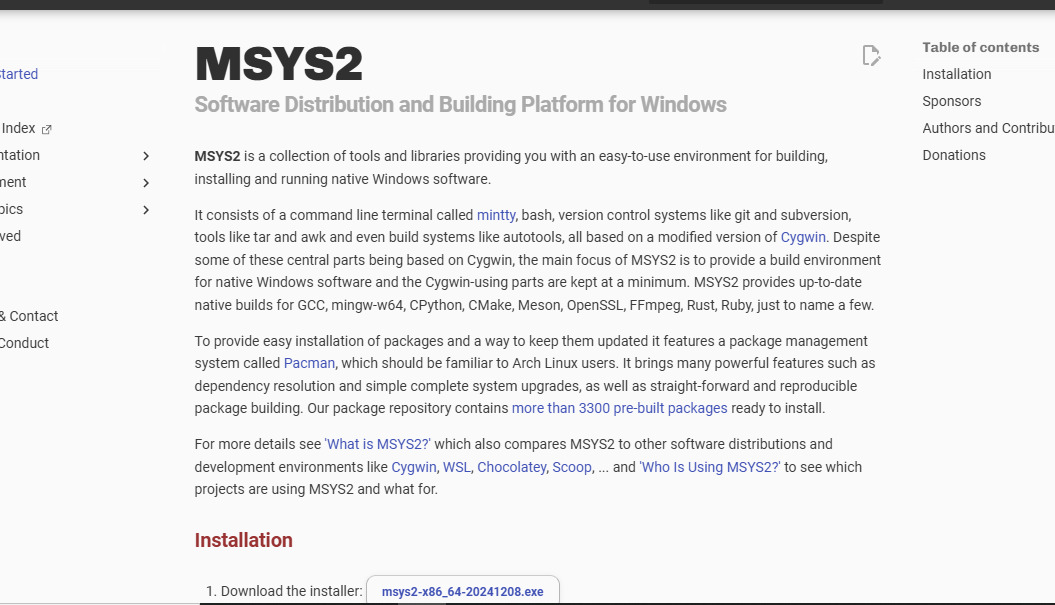 MSYS2
Software Distribution and Building Platform for Windows
MSYS2 is a collection of tools and libraries providing you with an easy-to-use environment for building,
installing and running native Windows software.
It consists of a command line terminal called mintty, bash, version control systems like git and subversion,
tools like tar and awk and even build systems like autotools, all based on a modified version of Cygwin. Despite
some of these central parts being based on Cygwin, the main focus of MSYS2 is to provide a build environment
for native Windows software and the Cygwin-using parts are kept at a minimum. MSYS2 provides up-to-date
native builds for GCC, mingw-w64, CPython, CMake, Meson, OpenSSL, FFmpeg, Rust, Ruby, just to name a few.
To provide easy installation of packages and a way to keep them updated it features a package management
system called Pacman, which should be familiar to Arch Linux users. It brings many powerful features such as
dependency resolution and simple complete system upgrades, as well as straight-forward and reproducible
package building. Our package repository contains more than 3300 pre-built packages ready to install.
For more details see 'What is MSYS2?' which also compares MSYS2 to other software distributions and
development environments like Cygwin, WSL, Chocolatey, Scoop, ... and 'Who Is Using MSYS2?' to see which
projects are using MSYS2 and what for.
Installation
1. Download the installer: msys2-x86_64-20241208.exe
Started
Index
ntation
ment
pics
ved
& Contact
Conduct
Table of contents
Installation
Sponsors
Authors and Contribu
Donations